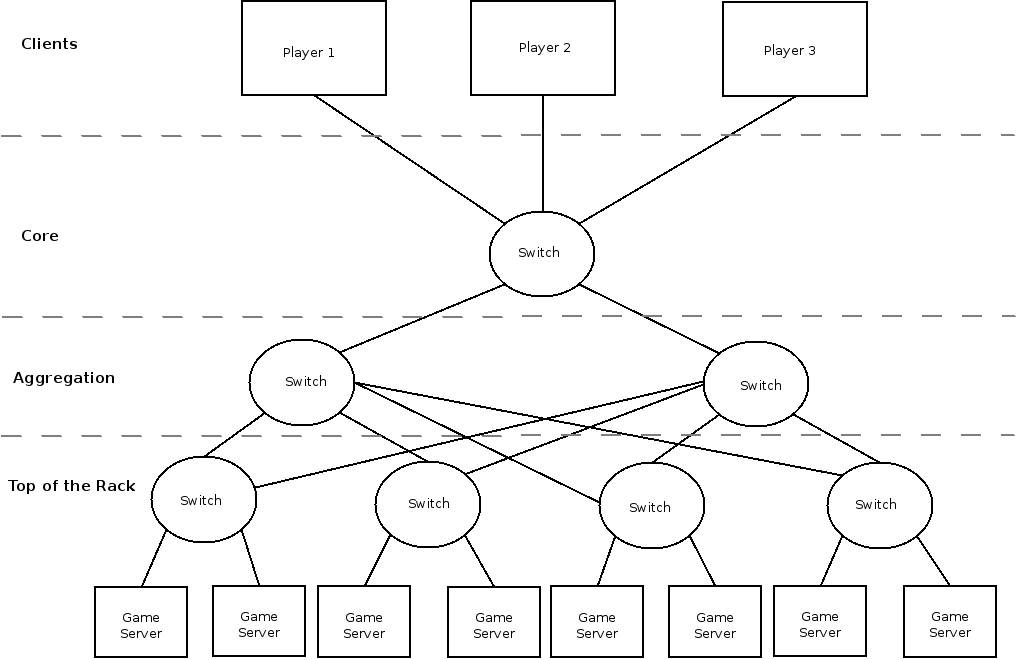 Clients
Player 1
Player 2
Player 3
Core
Switch
Aggregation
Switch
Switch
Top of the Rack
Switch
Switch
Switch
Switch
Game
Server
Game
Server
Game
Server
Game
Server
Game
Server
Game
Server
Game
Server
Game
Server